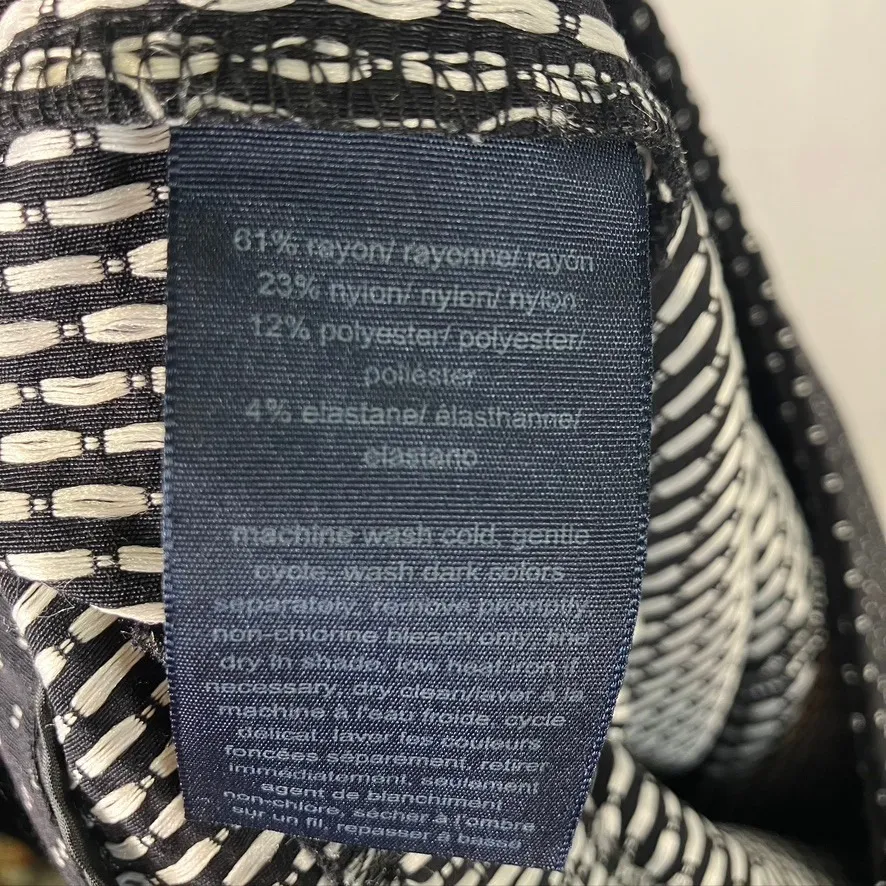 61% rayon/ rayonne/ rayón
23% nylon/ nylon/ nylon
12% polyester/ polyester/
poliéster
4% elastane/ élasthanne/
elastano
machine wash cold, gentle
cycle, wash dark colors
separately, remove promptly,
non-chlorine bleach only, line
dry in shade, low heat iron if
necessary, dry clean/laver à la
machine à l'eau froide, cycle
délicat, laver les couleurs
foncées séparément, retirer
immédiatement, seulement
agent de blanchiment
non-chlore, sécher à l'ombre
sur un fil, repasser à basse